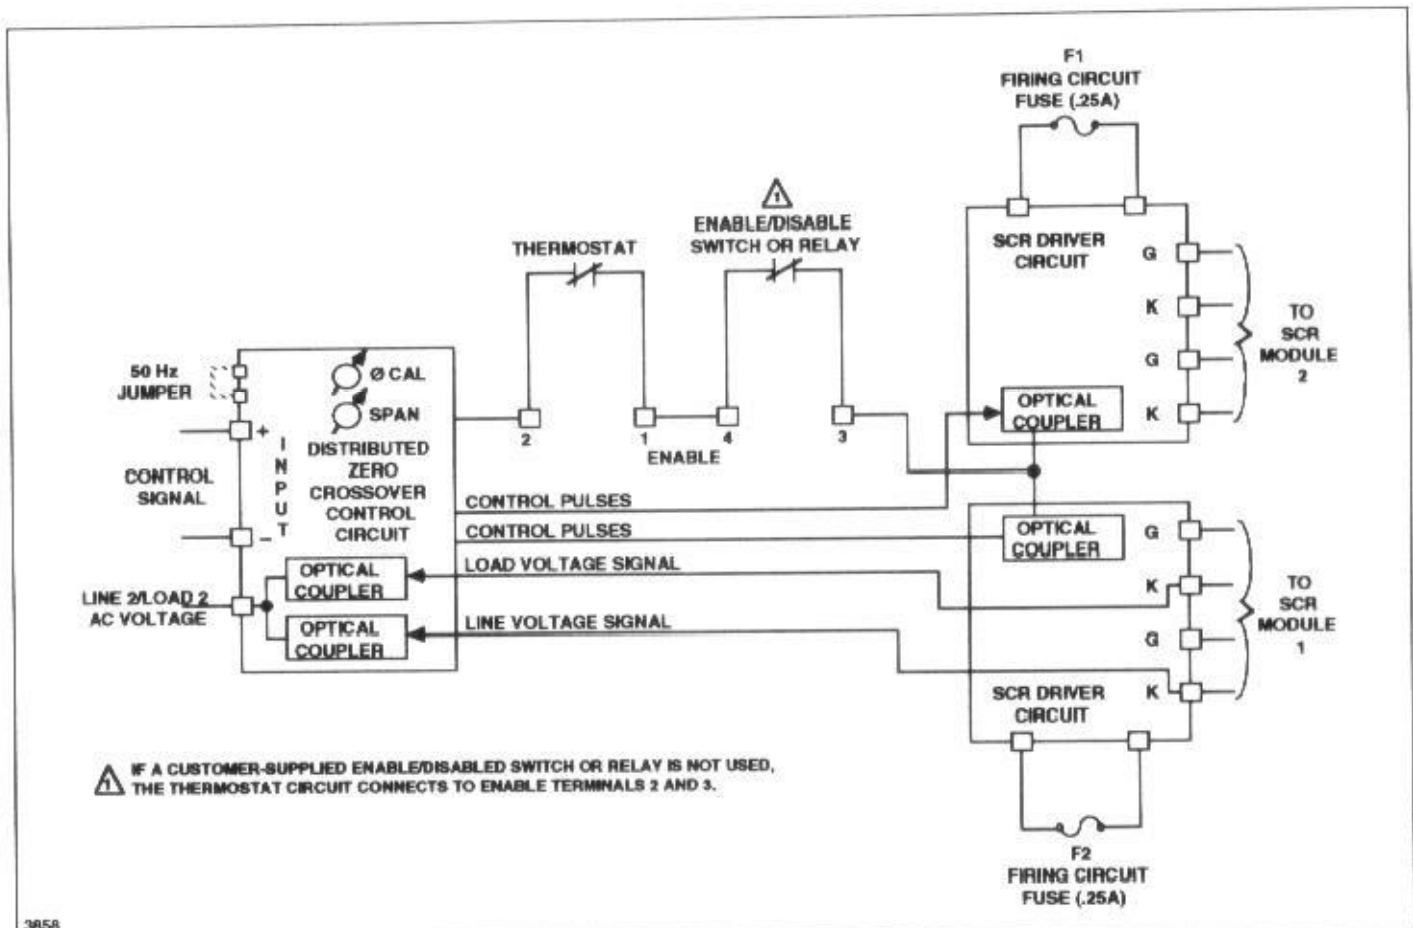 F1
FIRING CIRCUIT
FUSE (.25A)
1
ENABLE/DISABLE
SWITCH OR RELAY
THERMOSTAT
SCR DRIVER
CIRCUIT
G
K
G
K
TO
SCR
MODULE
2
OPTICAL
COUPLER
50 Hz
JUMPER
Ø CAL
SPAN
+
INPUT
-
DISTRIBUTED
ZERO
CROSSOVER
CONTROL
CIRCUIT
CONTROL
SIGNAL
2
1
4
3
ENABLE
CONTROL PULSES
CONTROL PULSES
LOAD VOLTAGE SIGNAL
LINE VOLTAGE SIGNAL
OPTICAL
COUPLER
OPTICAL
COUPLER
LINE 2/LOAD 2
AC VOLTAGE
OPTICAL
COUPLER
G
K
G
K
TO
SCR
MODULE
1
SCR DRIVER
CIRCUIT
1 IF A CUSTOMER-SUPPLIED ENABLE/DISABLED SWITCH OR RELAY IS NOT USED,
THE THERMOSTAT CIRCUIT CONNECTS TO ENABLE TERMINALS 2 AND 3.
F2
FIRING CIRCUIT
FUSE (.25A)
3858